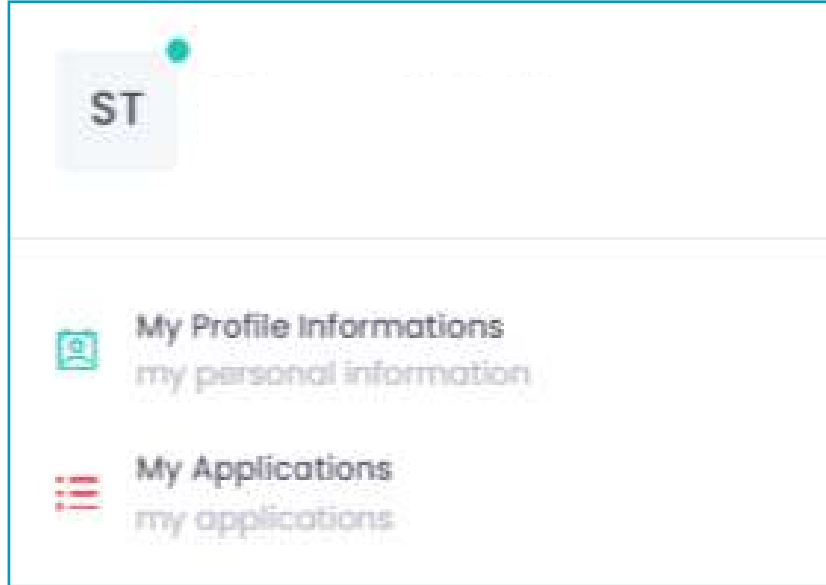 ST
My Profile Informations
my personal information
My Applications
my applications